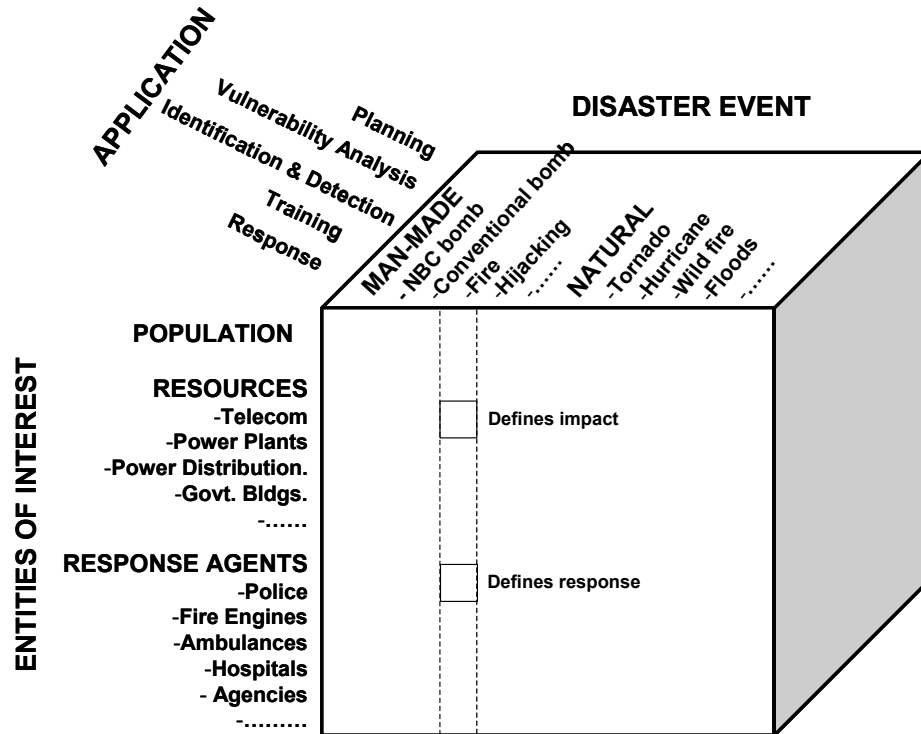 APPLICATION
Planning
Vulnerability Analysis
Identification & Detection
Training
Response
DISASTER EVENT
MAN-MADE
- NBC bomb
-Conventional bomb
-Fire
-Hijacking
-......
NATURAL
-Tornado
-Hurricane
-Wild fire
-Floods
-......
ENTITIES OF INTEREST
POPULATION
RESOURCES
-Telecom
-Power Plants
-Power Distribution.
-Govt. Bldgs.
-......
RESPONSE AGENTS
-Police
-Fire Engines
-Ambulances
-Hospitals
- Agencies
-.........
Defines impact
Defines response